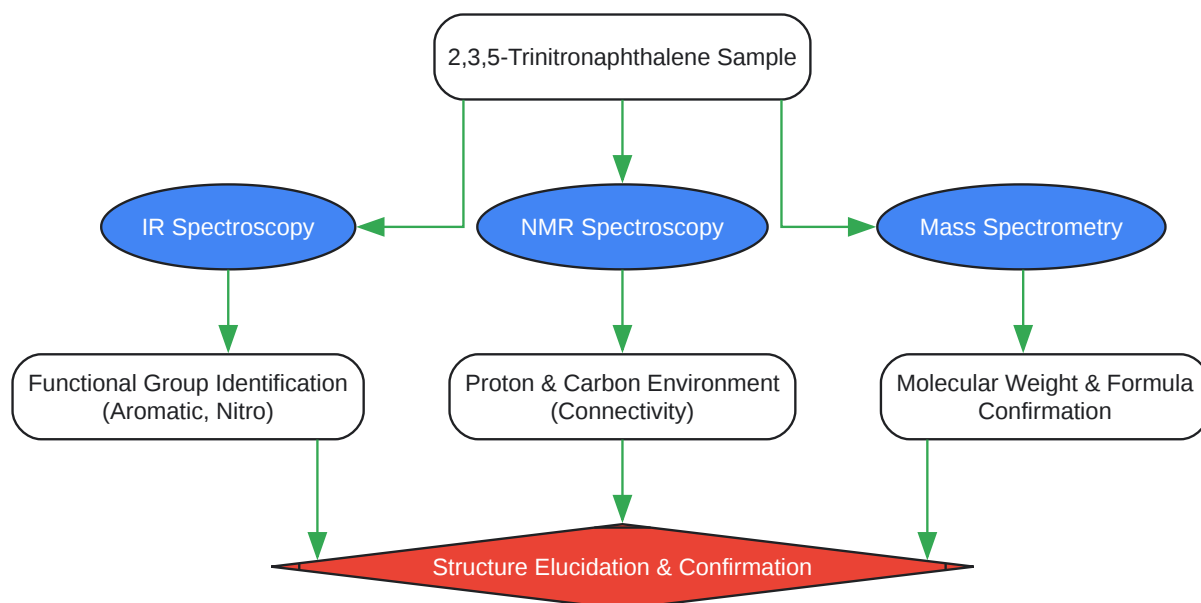 2,3,5-Trinitronaphthalene Sample
IR Spectroscopy
NMR Spectroscopy
Mass Spectrometry
Functional Group Identification
(Aromatic, Nitro)
Proton & Carbon Environment
(Connectivity)
Molecular Weight & Formula
Confirmation
Structure Elucidation & Confirmation